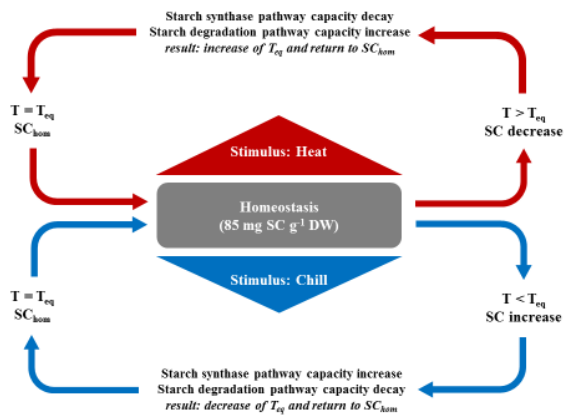 Starch synthase pathway capacity decay
Starch degradation pathway capacity increase
result: increase of Teq and return to SChom
T = Teq
SChom
T > Teq
SC decrease
Stimulus: Heat
Homeostasis
(85 mg SC g-1 DW)
Stimulus: Chill
T = Teq
SChom
T < Teq
SC increase
Starch synthase pathway capacity increase
Starch degradation pathway capacity decay
result: decrease of Teq and return to SChom